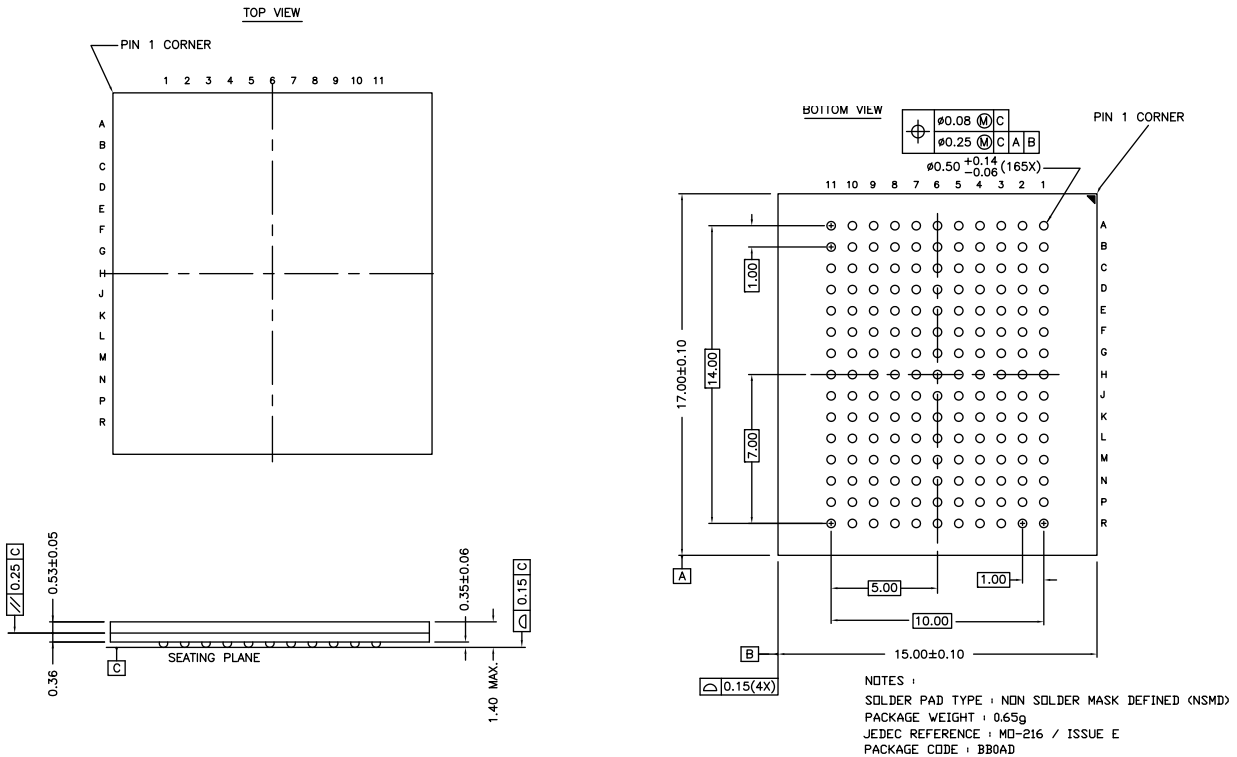 TOP VIEW
PIN 1 CORNER
1 2 3 4 5 6 7 8 9 10 11
A
B
C
D
E
F
G
H
J
K
L
M
N
P
R
// 0.25 C
0.53±0.05
0.36
C
SEATING PLANE
0.35±0.06
1.40 MAX.
0.15 C
BOTTOM VIEW
ø0.08 Ⓜ C
ø0.25 Ⓜ C A B
ø0.50 +0.14 -0.06 (165X)
PIN 1 CORNER
11 10 9 8 7 6 5 4 3 2 1
A
B
C
D
E
F
G
H
J
K
L
M
N
P
R
1.00
14.00
17.00±0.10
7.00
A
5.00
1.00
10.00
B
15.00±0.10
0.15(4X)
NOTES :
SOLDER PAD TYPE : NON SOLDER MASK DEFINED (NSMD)
PACKAGE WEIGHT : 0.65g
JEDEC REFERENCE : MO-216 / ISSUE E
PACKAGE CODE : BB0AD